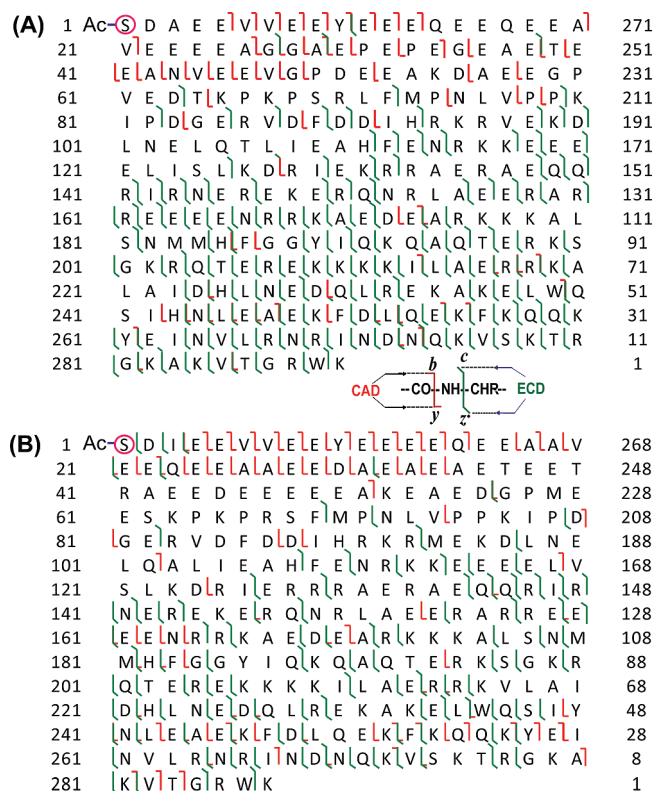 (A) 1 Ac–S D A E E V V E E Y E E E Q E E Q E E A 271
21 V E E E E A G G A E P E P E G E A E T E 251
41 E A N V E E V G P D E E A K D A E E G P 231
61 V E D T K P K P S R L F M P N L V P P K 211
81 I P D G E R V D F D D I H R K R V E K D 191
101 L N E L Q T L I E A H F E N R K K E E E 171
121 E L I S L K D R I E K R R A E R A E Q Q 151
141 R I R N E R E K E R Q N R L A E E R A R 131
161 R E E E E N R R K A E D E A R K K K A L 111
181 S N M M H F G G Y I Q K Q A Q T E R K S 91
201 G K R Q T E R E K K K K I L A E R R K A 71
221 L A I D H L N E D Q L R E K A K E L W Q 51
241 S I H N L E A E K F D L Q E K F K Q Q K 31
261 Y E I N V L R N R I N D N Q K V S K T R 11
281 G K A K V T G R W K 1
b c
CAD --CO–NH–CHR-- ECD
y z•
(B) 1 Ac–S D I E E V V E E Y E E E E Q E E A A V 268
21 E E Q E E A A E E D A E A E A E T E E T 248
41 R A E E D E E E E E A K E A E D G P M E 228
61 E S K P K P R S F M P N L V P P K I P D 208
81 G E R V D F D D I H R K R M E K D L N E 188
101 L Q A L I E A H F E N R K K E E E E L V 168
121 S L K D R I E R R R A E R A E Q Q R I R 148
141 N E R E K E R Q N R L A E E R A R R E E 128
161 E E N R R K A E D E A R K K K A L S N M 108
181 M H F G G Y I Q K Q A Q T E R K S G K R 88
201 Q T E R E K K K K I L A E R R K V L A I 68
221 D H L N E D Q L R E K A K E L W Q S I Y 48
241 N L E A E K F D L Q E K F K Q Q K Y E I 28
261 N V L R N R I N D N Q K V S K T R G K A 8
281 K V T G R W K 1